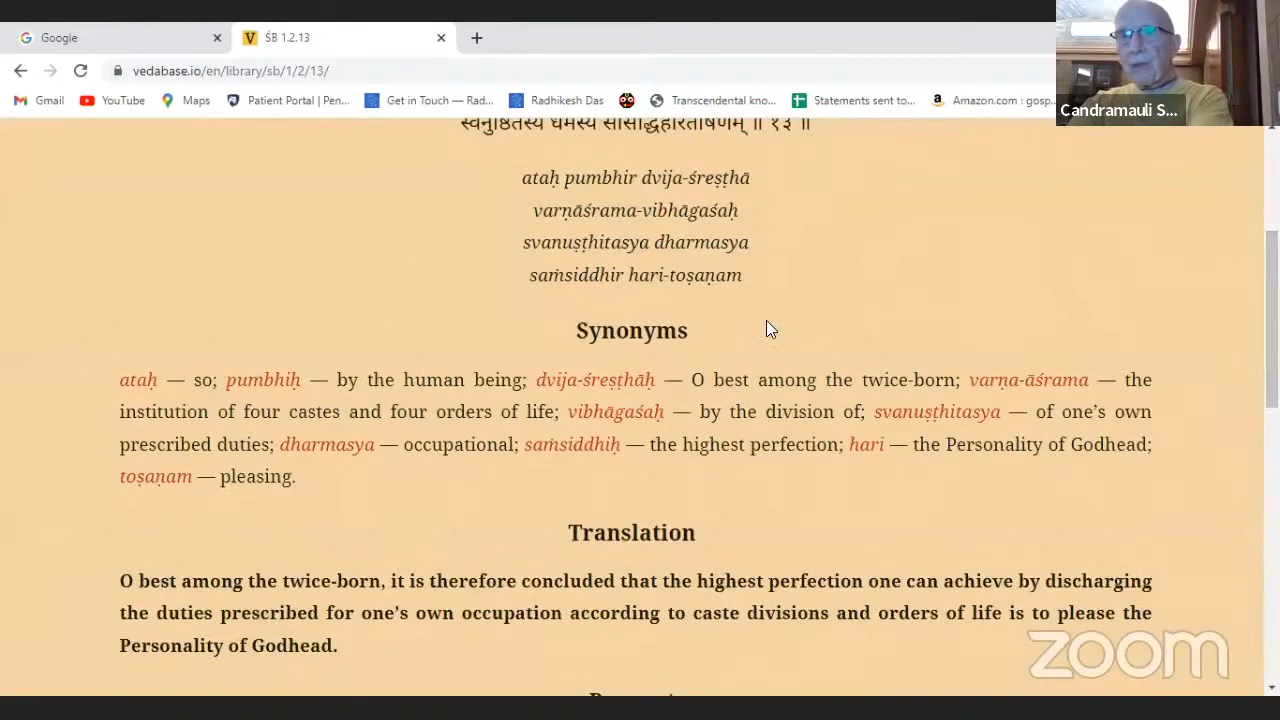 Google
ŚB 1.2.13
vedabase.io/en/library/sb/1/2/13/
Gmail YouTube Maps Patient Portal | Pen... Get in Touch — Rad... Radhikesh Das Transcendental kno... Statements sent to... Amazon.com : gosp...
Candramauli S...
॥ १३ ॥
ataḥ pumbhir dvija-śreṣṭhā
varṇāśrama-vibhāgaśaḥ
svanuṣṭhitasya dharmasya
saṁsiddhir hari-toṣaṇam
Synonyms
ataḥ — so; pumbhiḥ — by the human being; dvija-śreṣṭhāḥ — O best among the twice-born; varṇa-āśrama — the
institution of four castes and four orders of life; vibhāgaśaḥ — by the division of; svanuṣṭhitasya — of one’s own
prescribed duties; dharmasya — occupational; saṁsiddhiḥ — the highest perfection; hari — the Personality of Godhead;
toṣaṇam — pleasing.
Translation
O best among the twice-born, it is therefore concluded that the highest perfection one can achieve by discharging
the duties prescribed for one’s own occupation according to caste divisions and orders of life is to please the
Personality of Godhead.
zoom